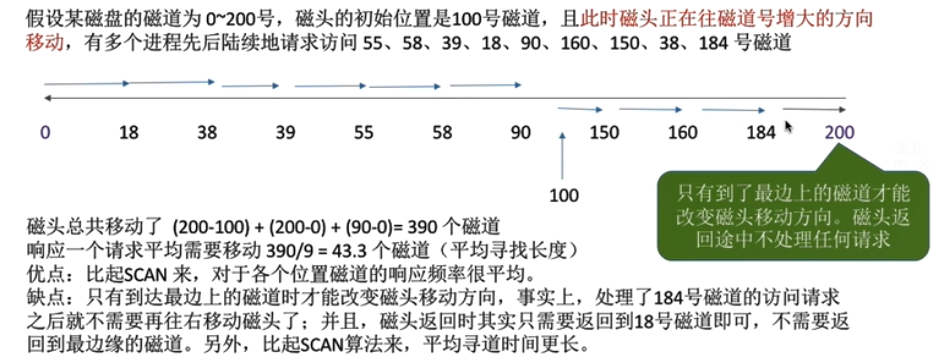 假设某磁盘的磁道为 0~200号，磁头的初始位置是100号磁道，且此时磁头正在往磁道号增大的方向
移动，有多个进程先后陆续地请求访问 55、58、39、18、90、160、150、38、184 号磁道
0 18 38 39 55 58 90 150 160 184 200
100
只有到了最边上的磁道才能
改变磁头移动方向。磁头返
回途中不处理任何请求
磁头总共移动了 (200-100) + (200-0) + (90-0)= 390 个磁道
响应一个请求平均需要移动 390/9 = 43.3 个磁道（平均寻找长度）
优点：比起SCAN 来，对于各个位置磁道的响应频率很平均。
缺点：只有到达最边上的磁道时才能改变磁头移动方向，事实上，处理了184号磁道的访问请求
之后就不需要再往右移动磁头了；并且，磁头返回时其实只需要返回到18号磁道即可，不需要返
回到最边缘的磁道。另外，比起SCAN算法来，平均寻道时间更长。